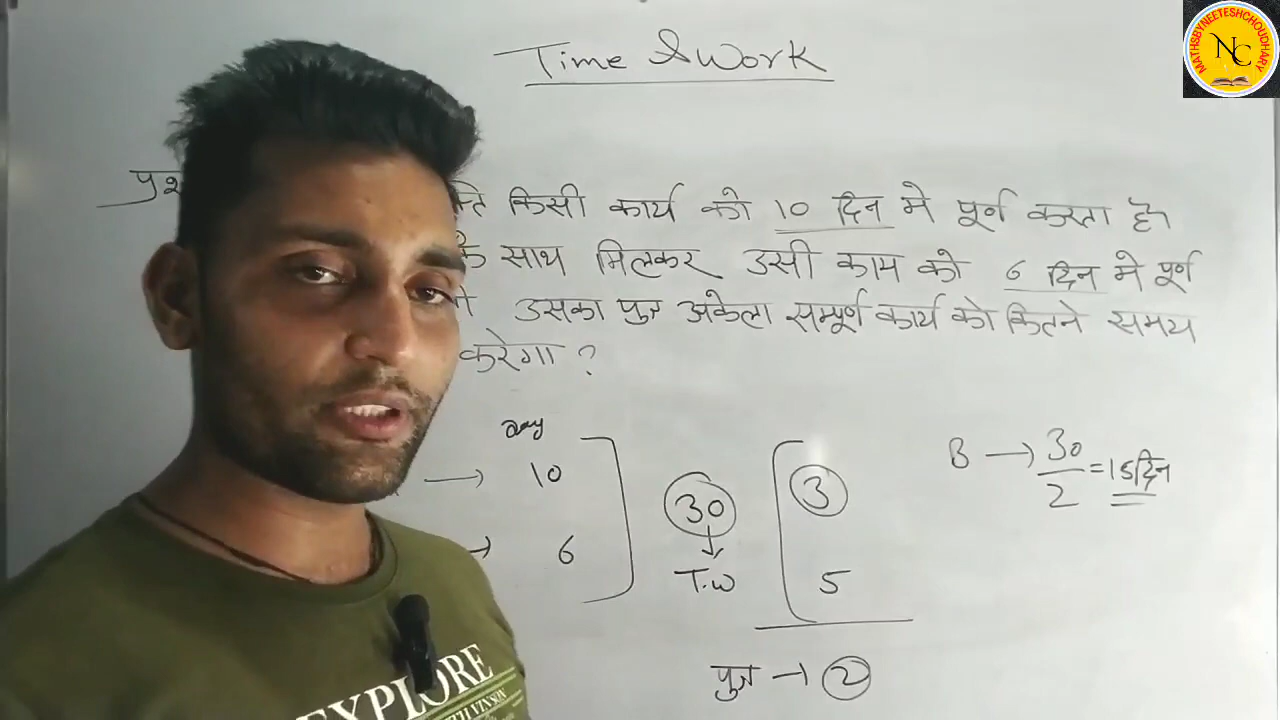 Time & Work
MATHSBYNEETESHCHOUDHARY
NC
किसी कार्य को 10 दिन मे पूर्ण करता है।
के साथ मिलकर उसी काम को 6 दिन मे पूर्ण
उसका पुत्र अकेला सम्पूर्ण कार्य को कितने समय
करेगा ?
Day
→ 10
→ 6
30
↓
T.W
3
5
पुत्र → 2
B → 30/2 = 15 दिन
EXPLORE